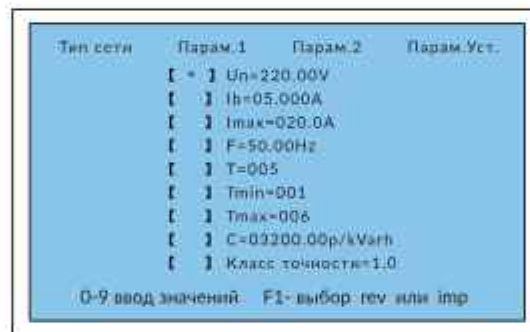 Тип сети Парам.1 Парам.2 Парам.Уст.
[ * ] Un=220.00V
[ ] Ib=05.000A
[ ] Imax=020.0A
[ ] F=50.00Hz
[ ] T=005
[ ] Tmin=001
[ ] Tmax=006
[ ] C=03200.00p/kVarh
[ ] Класс точности=1.0
0-9 ввод значений F1- выбор rev или imp